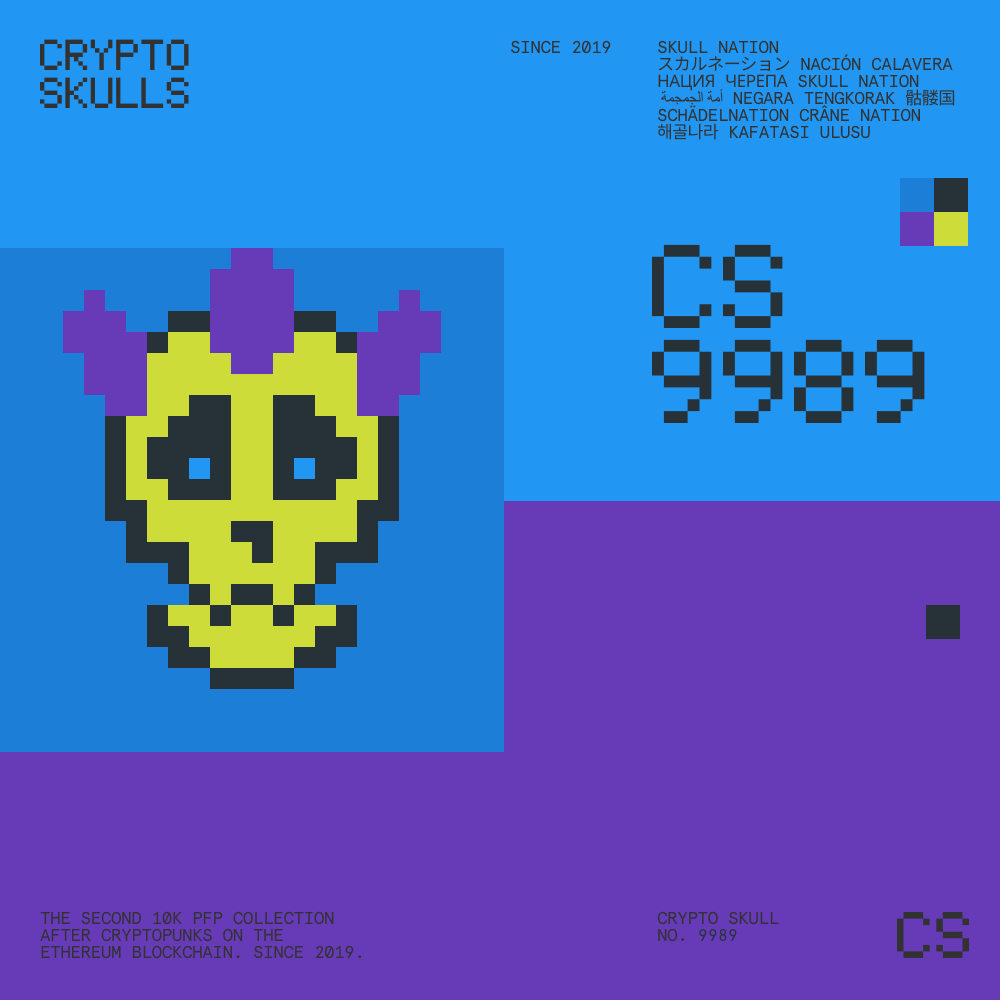 CRYPTO
SKULLS
SINCE 2019
SKULL NATION
スカルネーション NACIÓN CALAVERA
НАЦИЯ ЧЕРЕПА SKULL NATION
أمة الجمجمة NEGARA TENGKORAK 骷髅国
SCHÄDELNATION CRÂNE NATION
해골나라 KAFATASI ULUSU
CS
9989
THE SECOND 10K PFP COLLECTION
AFTER CRYPTOPUNKS ON THE
ETHEREUM BLOCKCHAIN. SINCE 2019.
CRYPTO SKULL
NO. 9989
CS